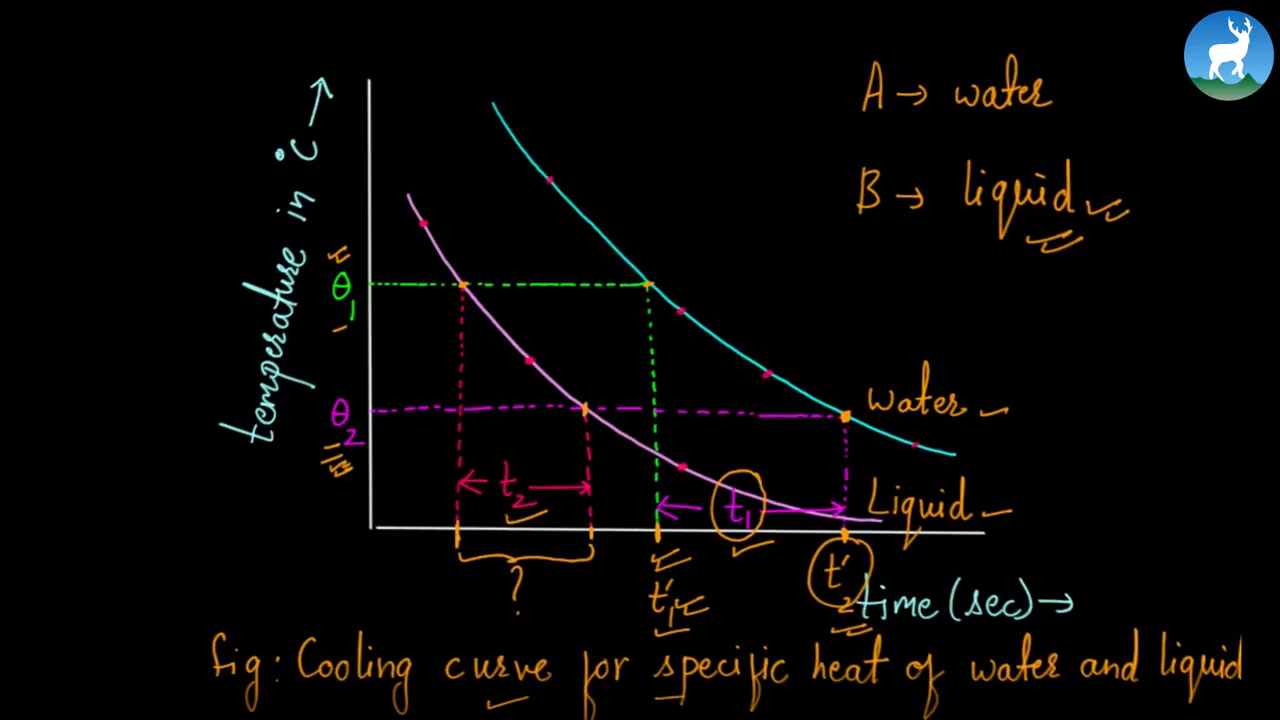 A → water
B → liquid
temperature in °C →
θ1
θ2
water
Liquid
t2
t1
?
t'1
t'2
time (sec) →
fig: Cooling curve for specific heat of water and liquid